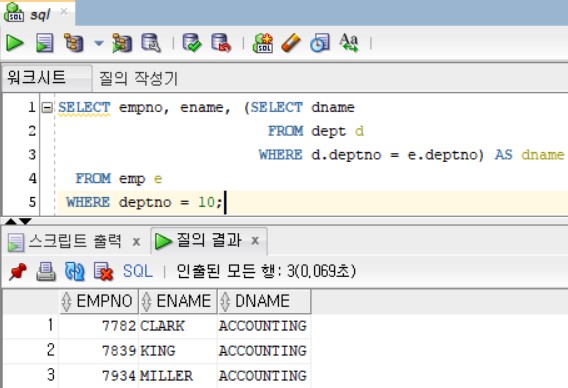 sql
워크시트 질의 작성기
1 SELECT empno, ename, (SELECT dname
2 FROM dept d
3 WHERE d.deptno = e.deptno) AS dname
4 FROM emp e
5 WHERE deptno = 10;
스크립트 출력 x 질의 결과 x
SQL | 인출된 모든 행: 3(0,069초)
EMPNO ENAME DNAME
1 7782 CLARK ACCOUNTING
2 7839 KING ACCOUNTING
3 7934 MILLER ACCOUNTING